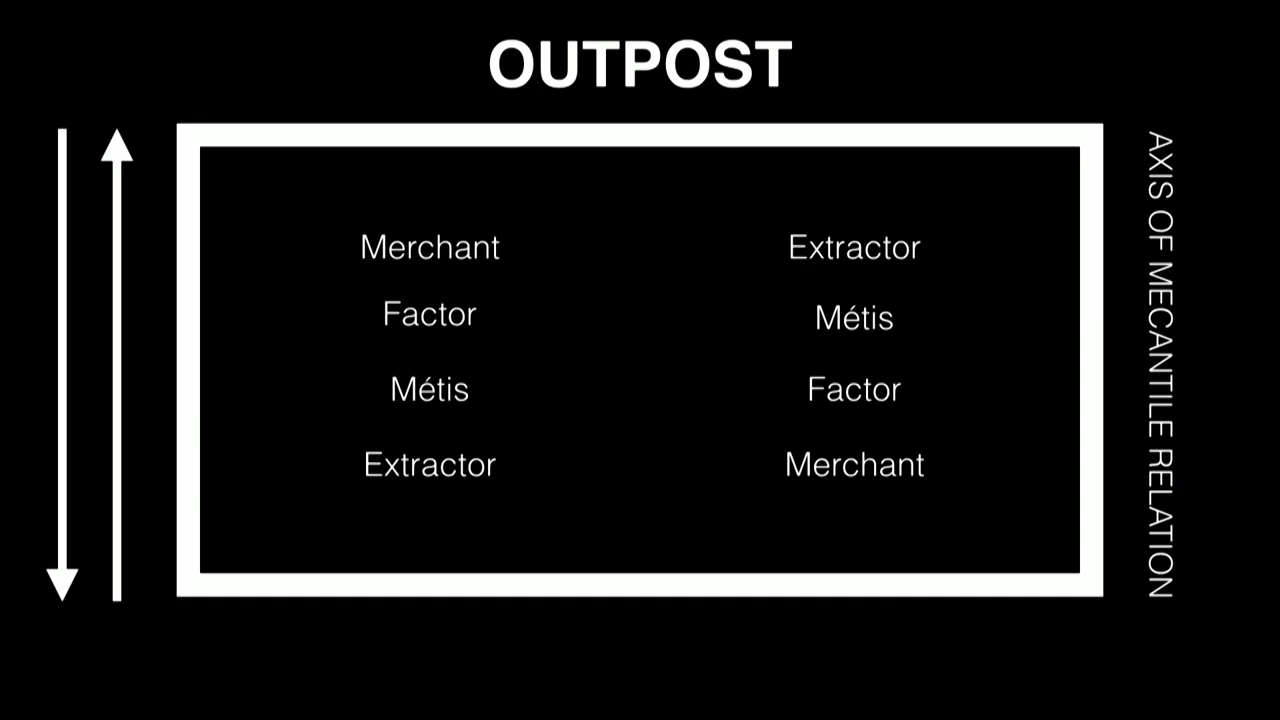 OUTPOST
Merchant
Factor
Métis
Extractor
Extractor
Métis
Factor
Merchant
AXIS OF MECANTILE RELATION